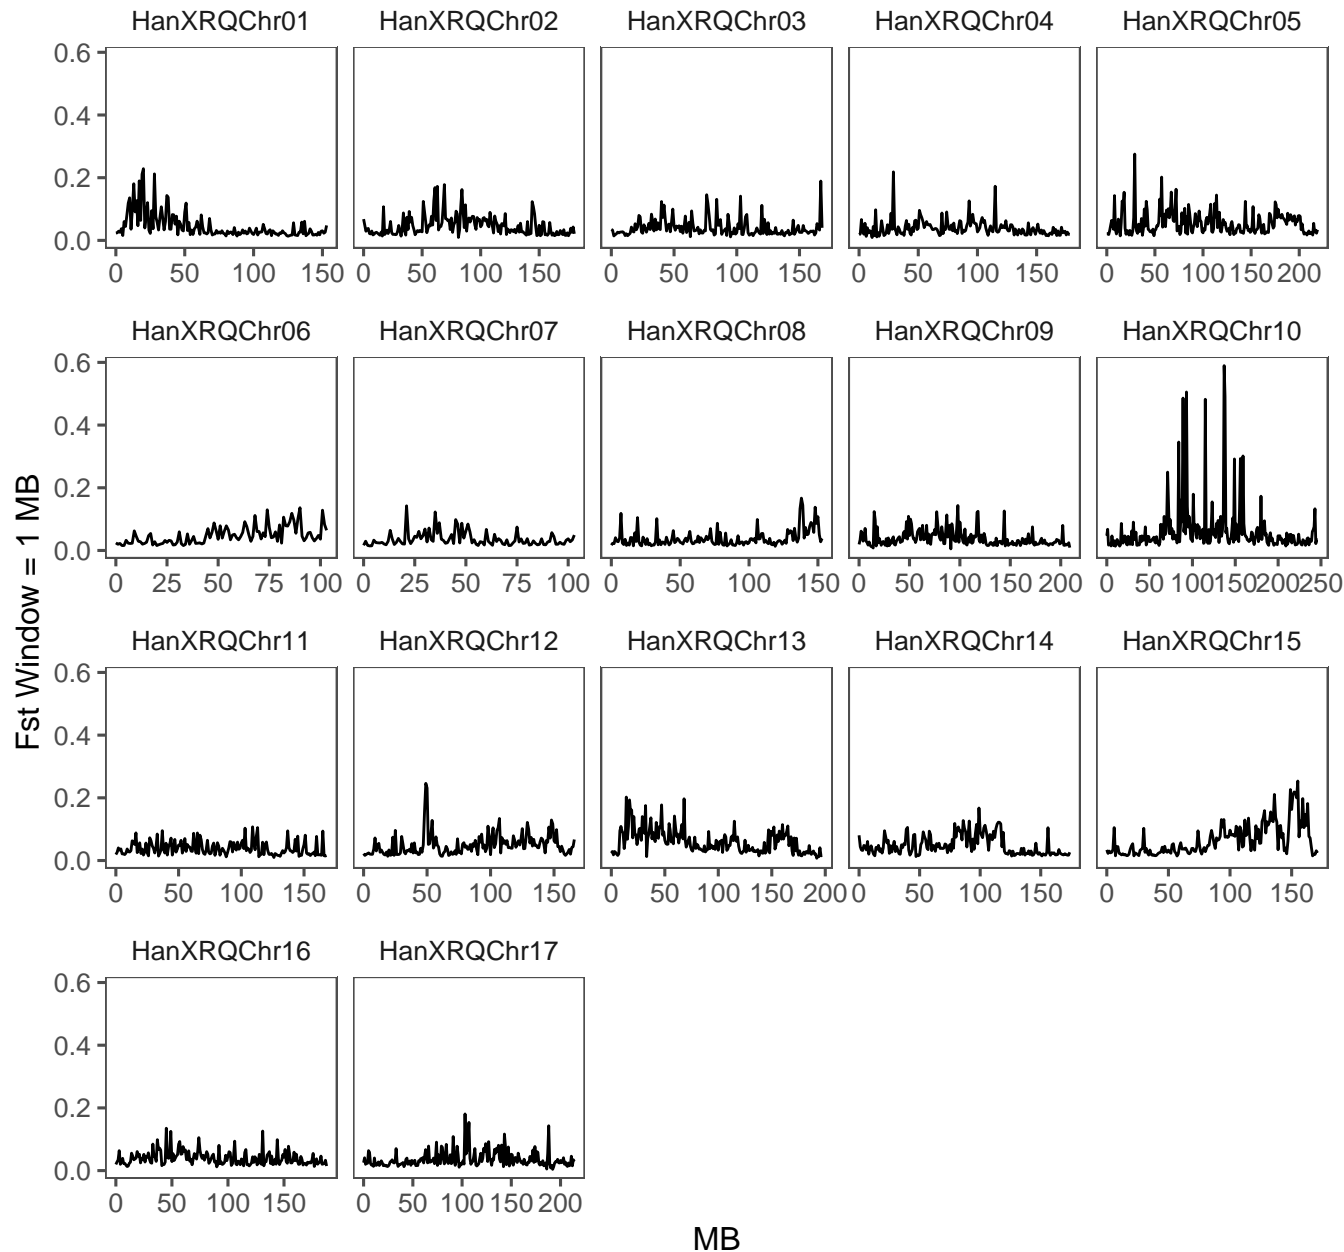 HanXRQChr01 HanXRQChr02 HanXRQChr03 HanXRQChr04 HanXRQChr05
0.6
0.4
0.2
0.0
0 50 100 150 0 50 100 150 0 50 100 150 0 50 100 150 0 50 100 150 200
HanXRQChr06 HanXRQChr07 HanXRQChr08 HanXRQChr09 HanXRQChr10
0.6
0.4
0.2
0.0
0 25 50 75 100 0 25 50 75 100 0 50 100 150 0 50 100 150 200 0 50 100 150 200 250
Fst Window = 1 MB
HanXRQChr11 HanXRQChr12 HanXRQChr13 HanXRQChr14 HanXRQChr15
0.6
0.4
0.2
0.0
0 50 100 150 0 50 100 150 0 50 100 150 200 0 50 100 150 0 50 100 150
HanXRQChr16 HanXRQChr17
0.6
0.4
0.2
0.0
0 50 100 150 0 50 100 150 200
MB